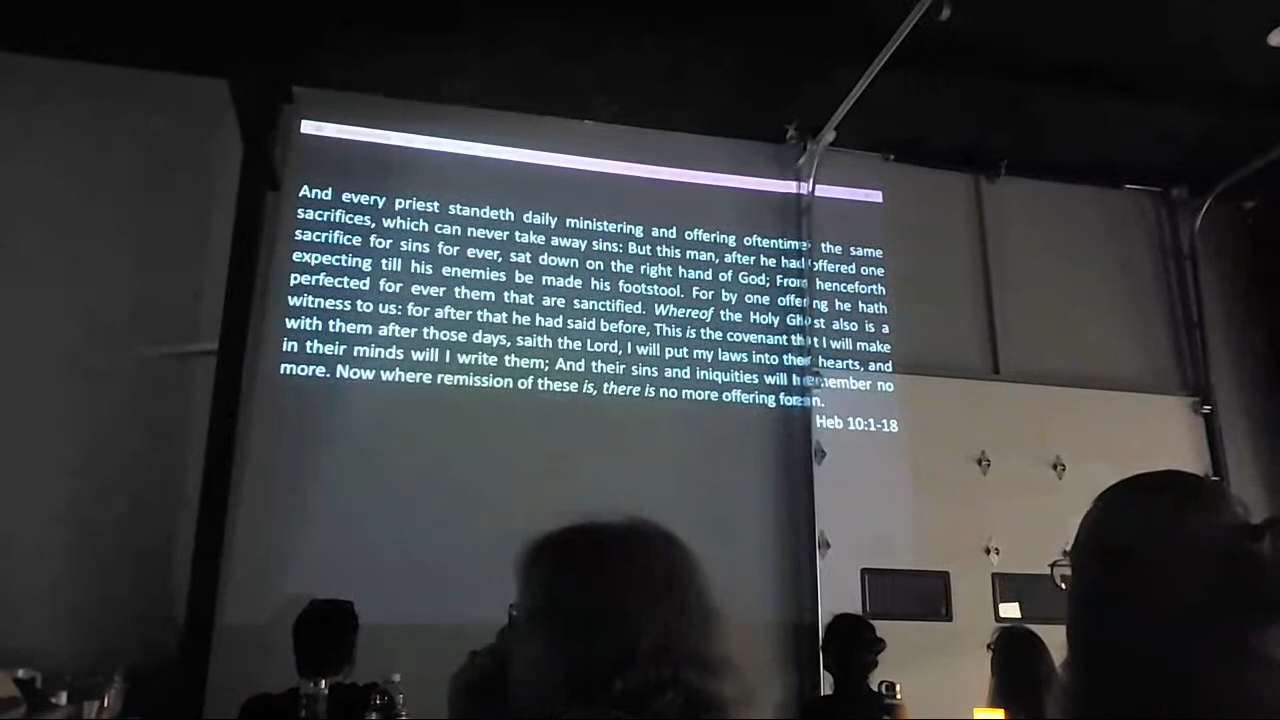 And every priest standeth daily ministering and offering oftentimes the same
sacrifices, which can never take away sins: But this man, after he had offered one
sacrifice for sins for ever, sat down on the right hand of God; From henceforth
expecting till his enemies be made his footstool. For by one offering he hath
perfected for ever them that are sanctified. Whereof the Holy Ghost also is a
witness to us: for after that he had said before, This is the covenant that I will make
with them after those days, saith the Lord, I will put my laws into their hearts, and
in their minds will I write them; And their sins and iniquities will I remember no
more. Now where remission of these is, there is no more offering for sin.
Heb 10:1-18